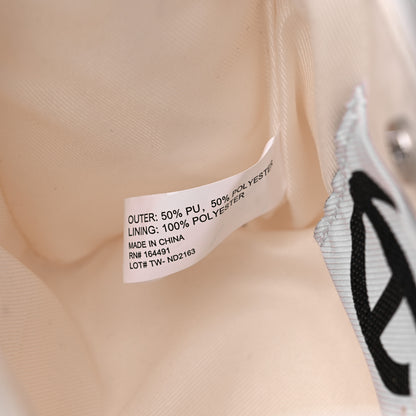 OUTER: 50% PU, 50% POLYESTER
LINING: 100% POLYESTER
MADE IN CHINA
RN# 164491
LOT# TW- ND2163